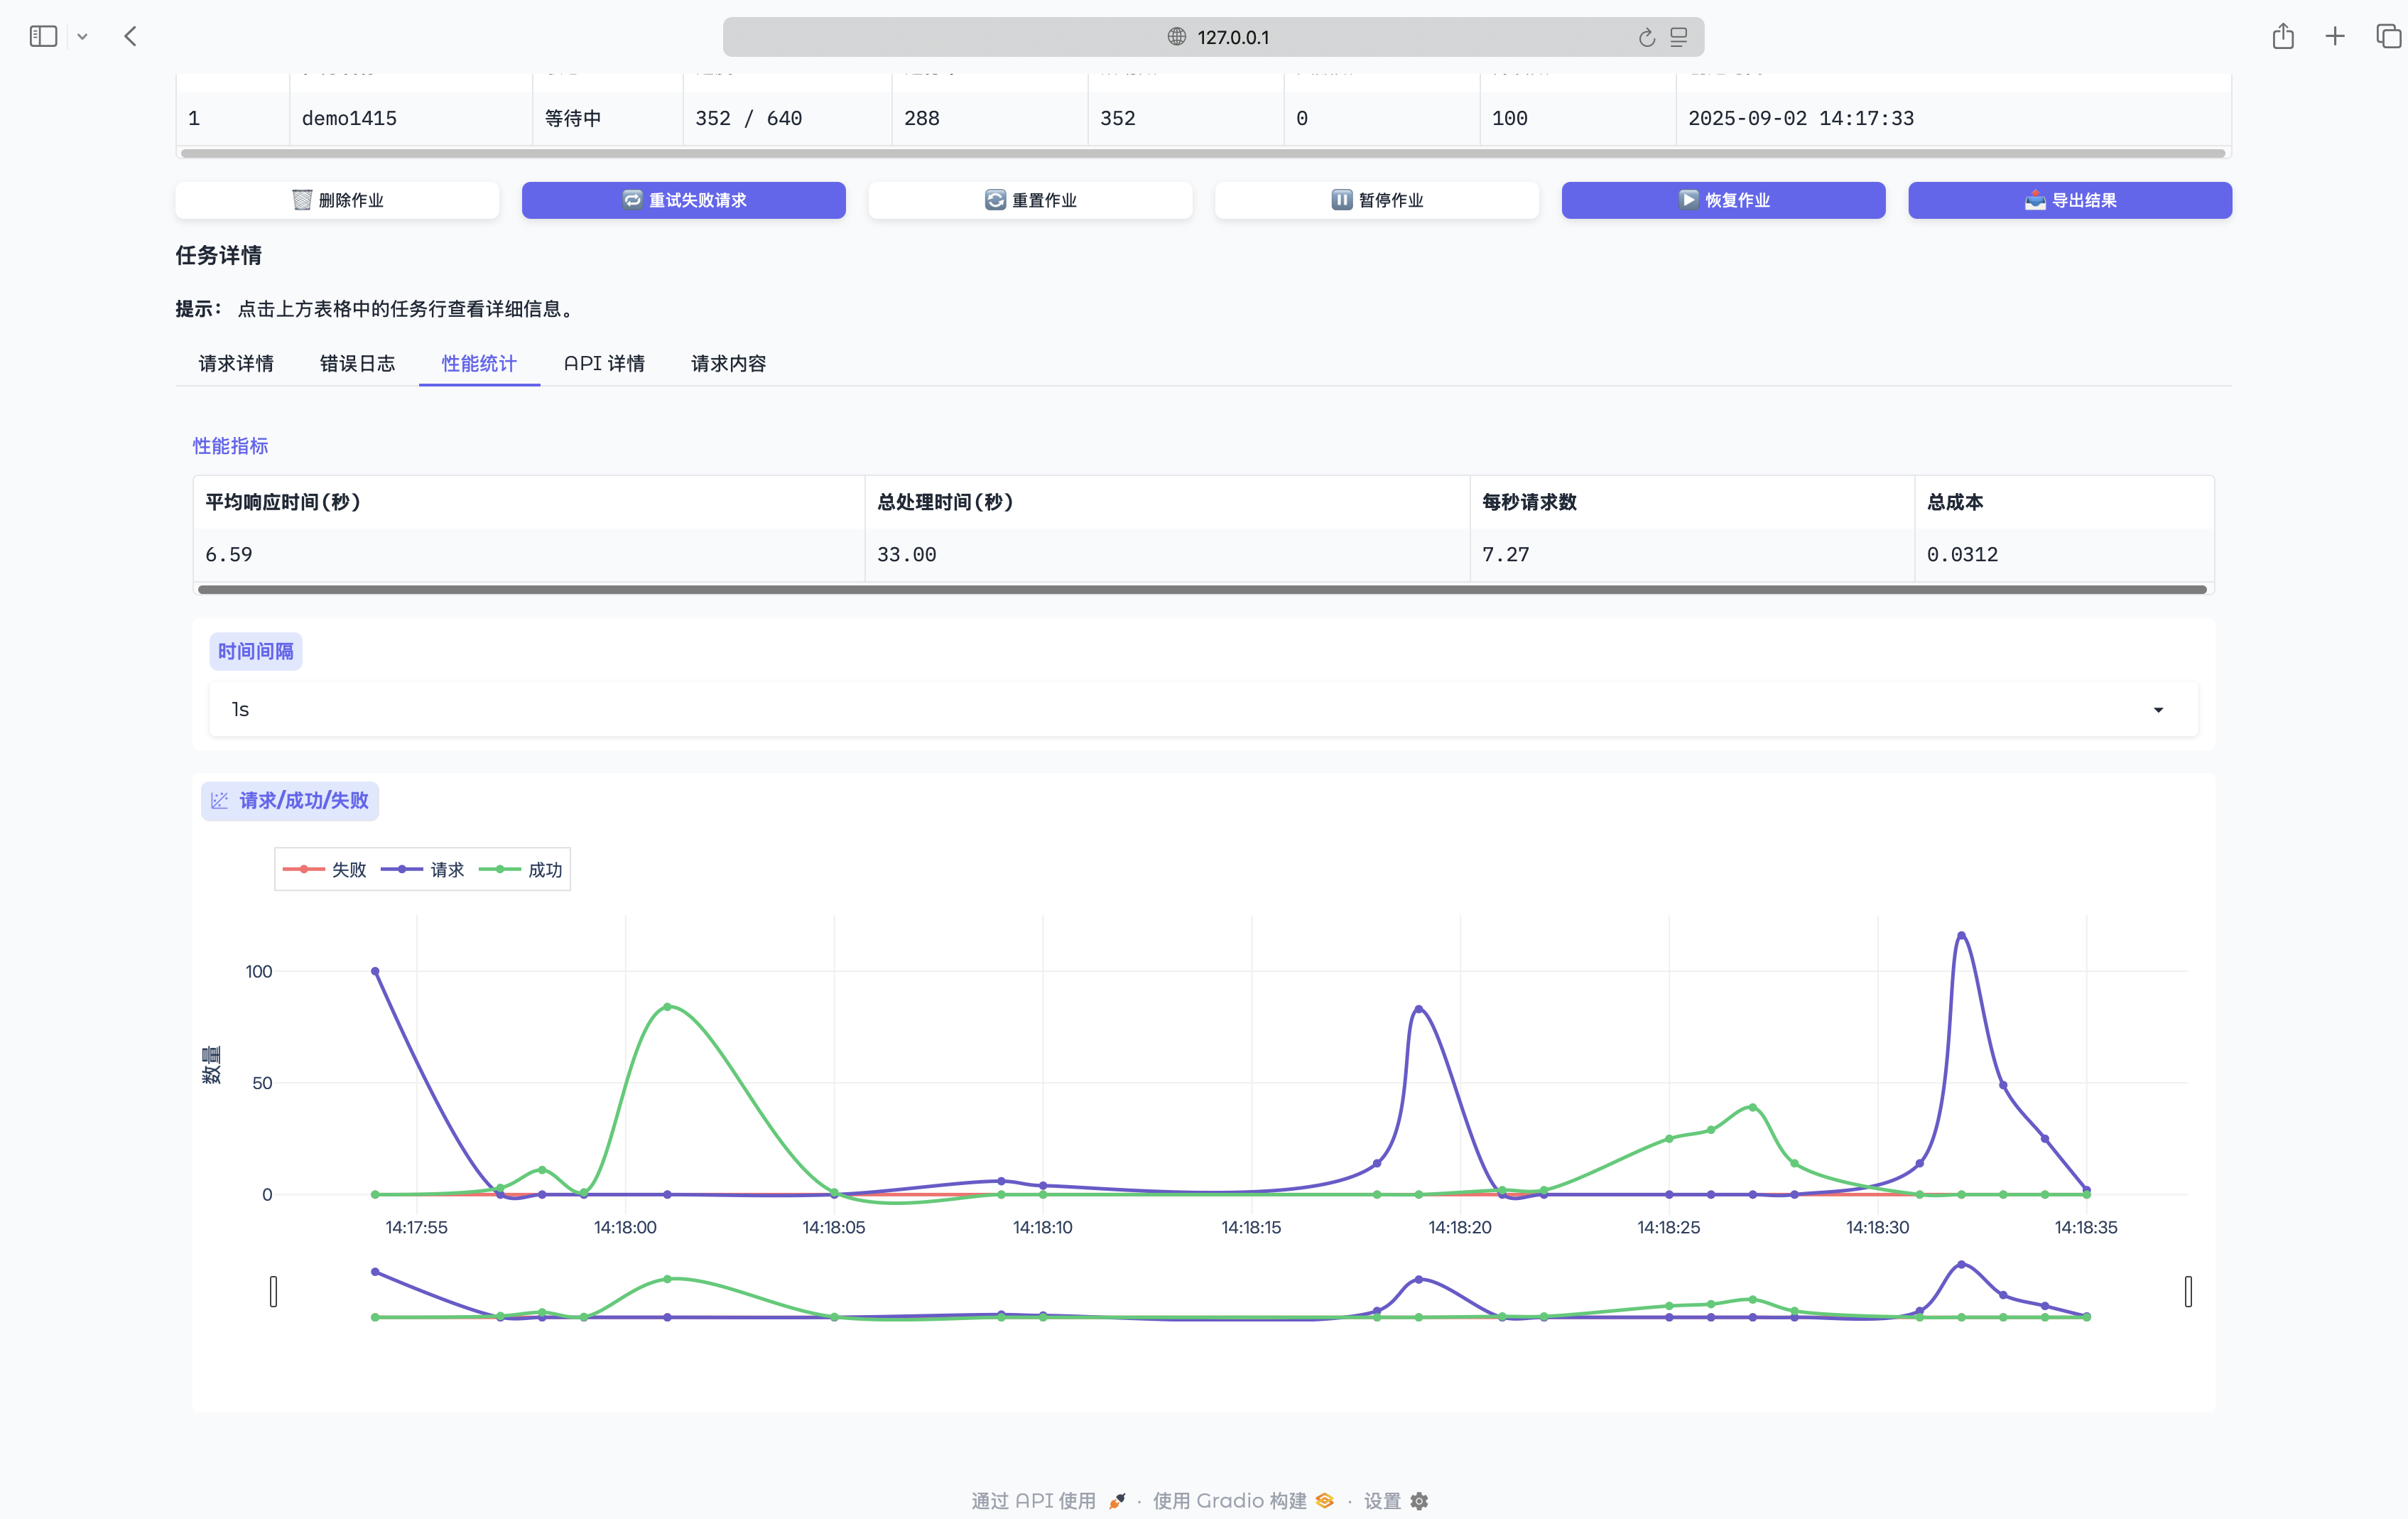 127.0.0.1
1 demo1415 等待中 352 / 640 288 352 0 100 2025-09-02 14:17:33
删除作业 重试失败请求 重置作业 暂停作业 恢复作业 导出结果
任务详情
提示： 点击上方表格中的任务行查看详细信息。
请求详情 错误日志 性能统计 API 详情 请求内容
性能指标
平均响应时间(秒) 总处理时间(秒) 每秒请求数 总成本
6.59 33.00 7.27 0.0312
时间间隔
1s
请求/成功/失败
失败 请求 成功
100
50
0
数量
14:17:55 14:18:00 14:18:05 14:18:10 14:18:15 14:18:20 14:18:25 14:18:30 14:18:35
通过 API 使用 · 使用 Gradio 构建 · 设置